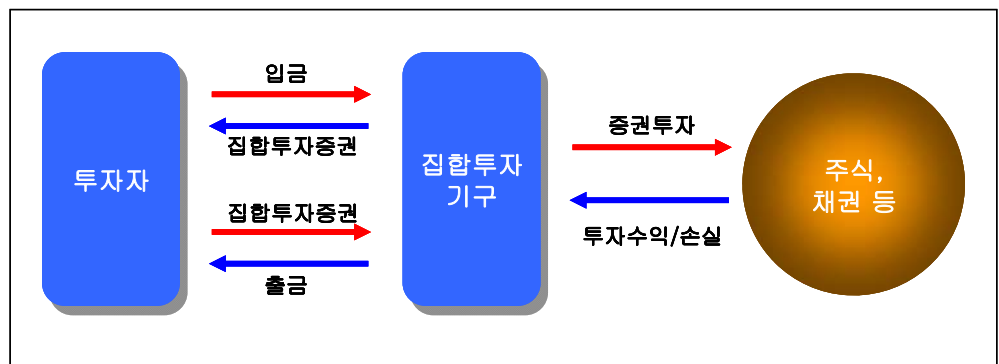 입금
집합투자증권
투자자
집합투자증권
출금
집합투자
기구
증권투자
투자수익/손실
주식,
채권 등